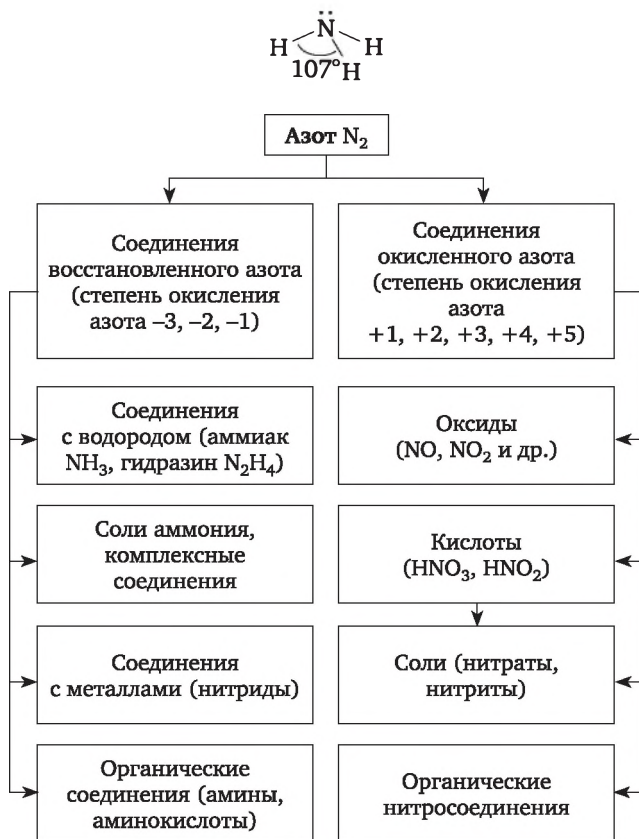 N
H H
107° H
Азот N₂
Соединения
восстановленного азота
(степень окисления
азота –3, –2, –1)
Соединения
окисленного азота
(степень окисления
азота
+1, +2, +3, +4, +5)
Соединения
с водородом (аммиак
NH₃, гидразин N₂H₄)
Оксиды
(NO, NO₂ и др.)
Соли аммония,
комплексные
соединения
Кислоты
(HNO₃, HNO₂)
Соединения
с металлами (нитриды)
Соли (нитраты,
нитриты)
Органические
соединения (амины,
аминокислоты)
Органические
нитросоединения